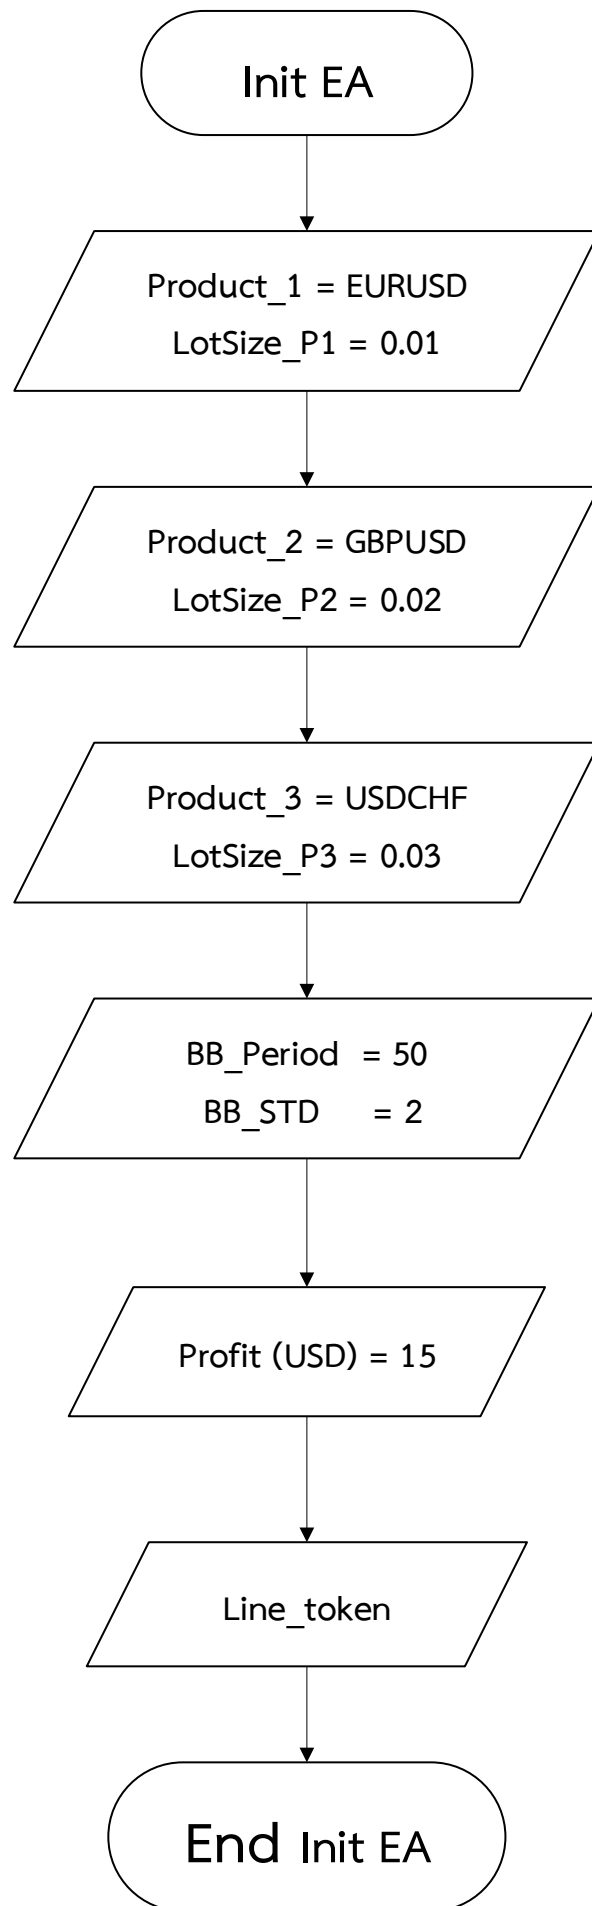 Init EA
Product_1 = EURUSD
LotSize_P1 = 0.01
Product_2 = GBPUSD
LotSize_P2 = 0.02
Product_3 = USDCHF
LotSize_P3 = 0.03
BB_Period = 50
BB_STD = 2
Profit (USD) = 15
Line_token
End Init EA